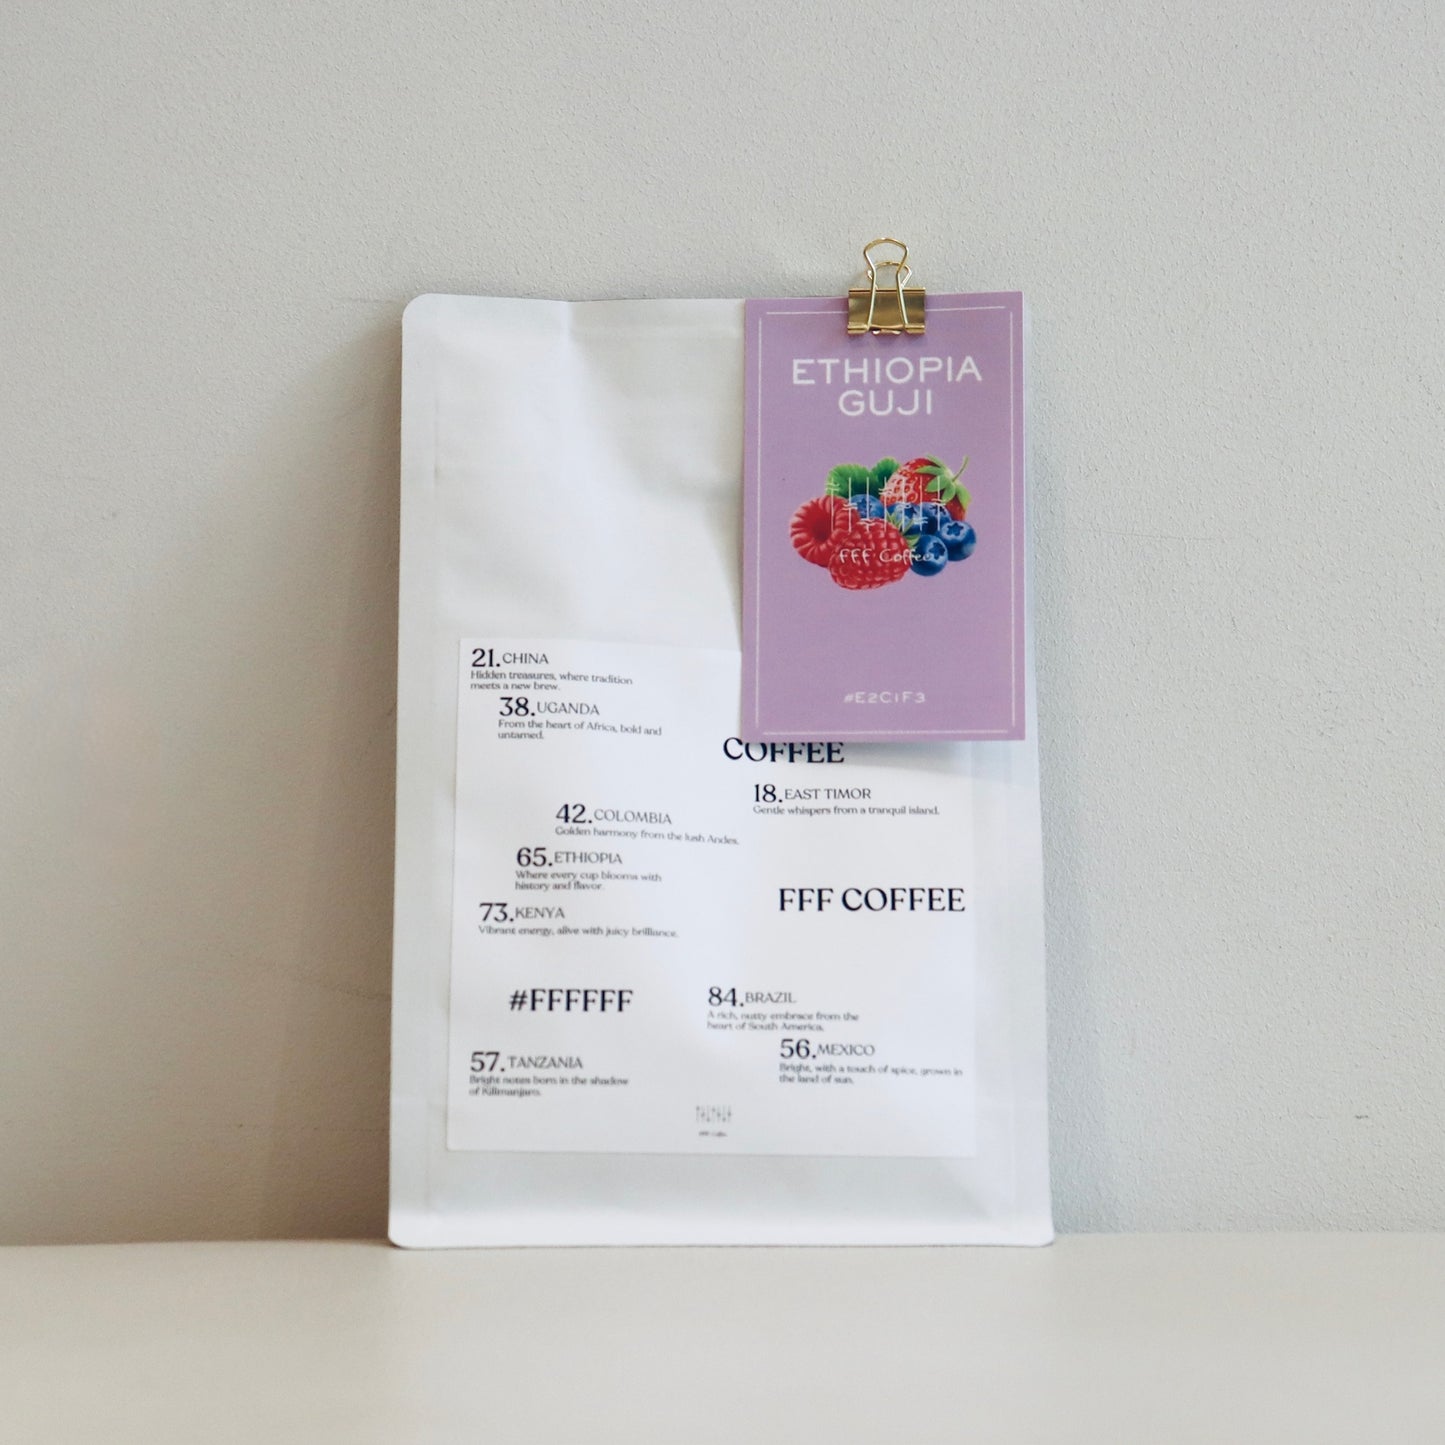 ETHIOPIA
GUJI
FFF Coffee
#E2C1F3
21. CHINA
Hidden treasures, where tradition
meets a new brew.
38. UGANDA
From the heart of Africa, bold and
untamed.
COFFEE
18. EAST TIMOR
Gentle whispers from a tranquil island.
42. COLOMBIA
Golden harmony from the lush Andes.
65. ETHIOPIA
Where every cup blooms with
history and flavor.
FFF COFFEE
73. KENYA
Vibrant energy, alive with juicy brilliance.
#FFFFFF
84. BRAZIL
A rich, nutty embrace from the
heart of South America.
56. MEXICO
Bright, with a touch of spice, grown in
the land of sun.
57. TANZANIA
Bright notes born in the shadow
of Kilimanjaro.
FFF Coffee